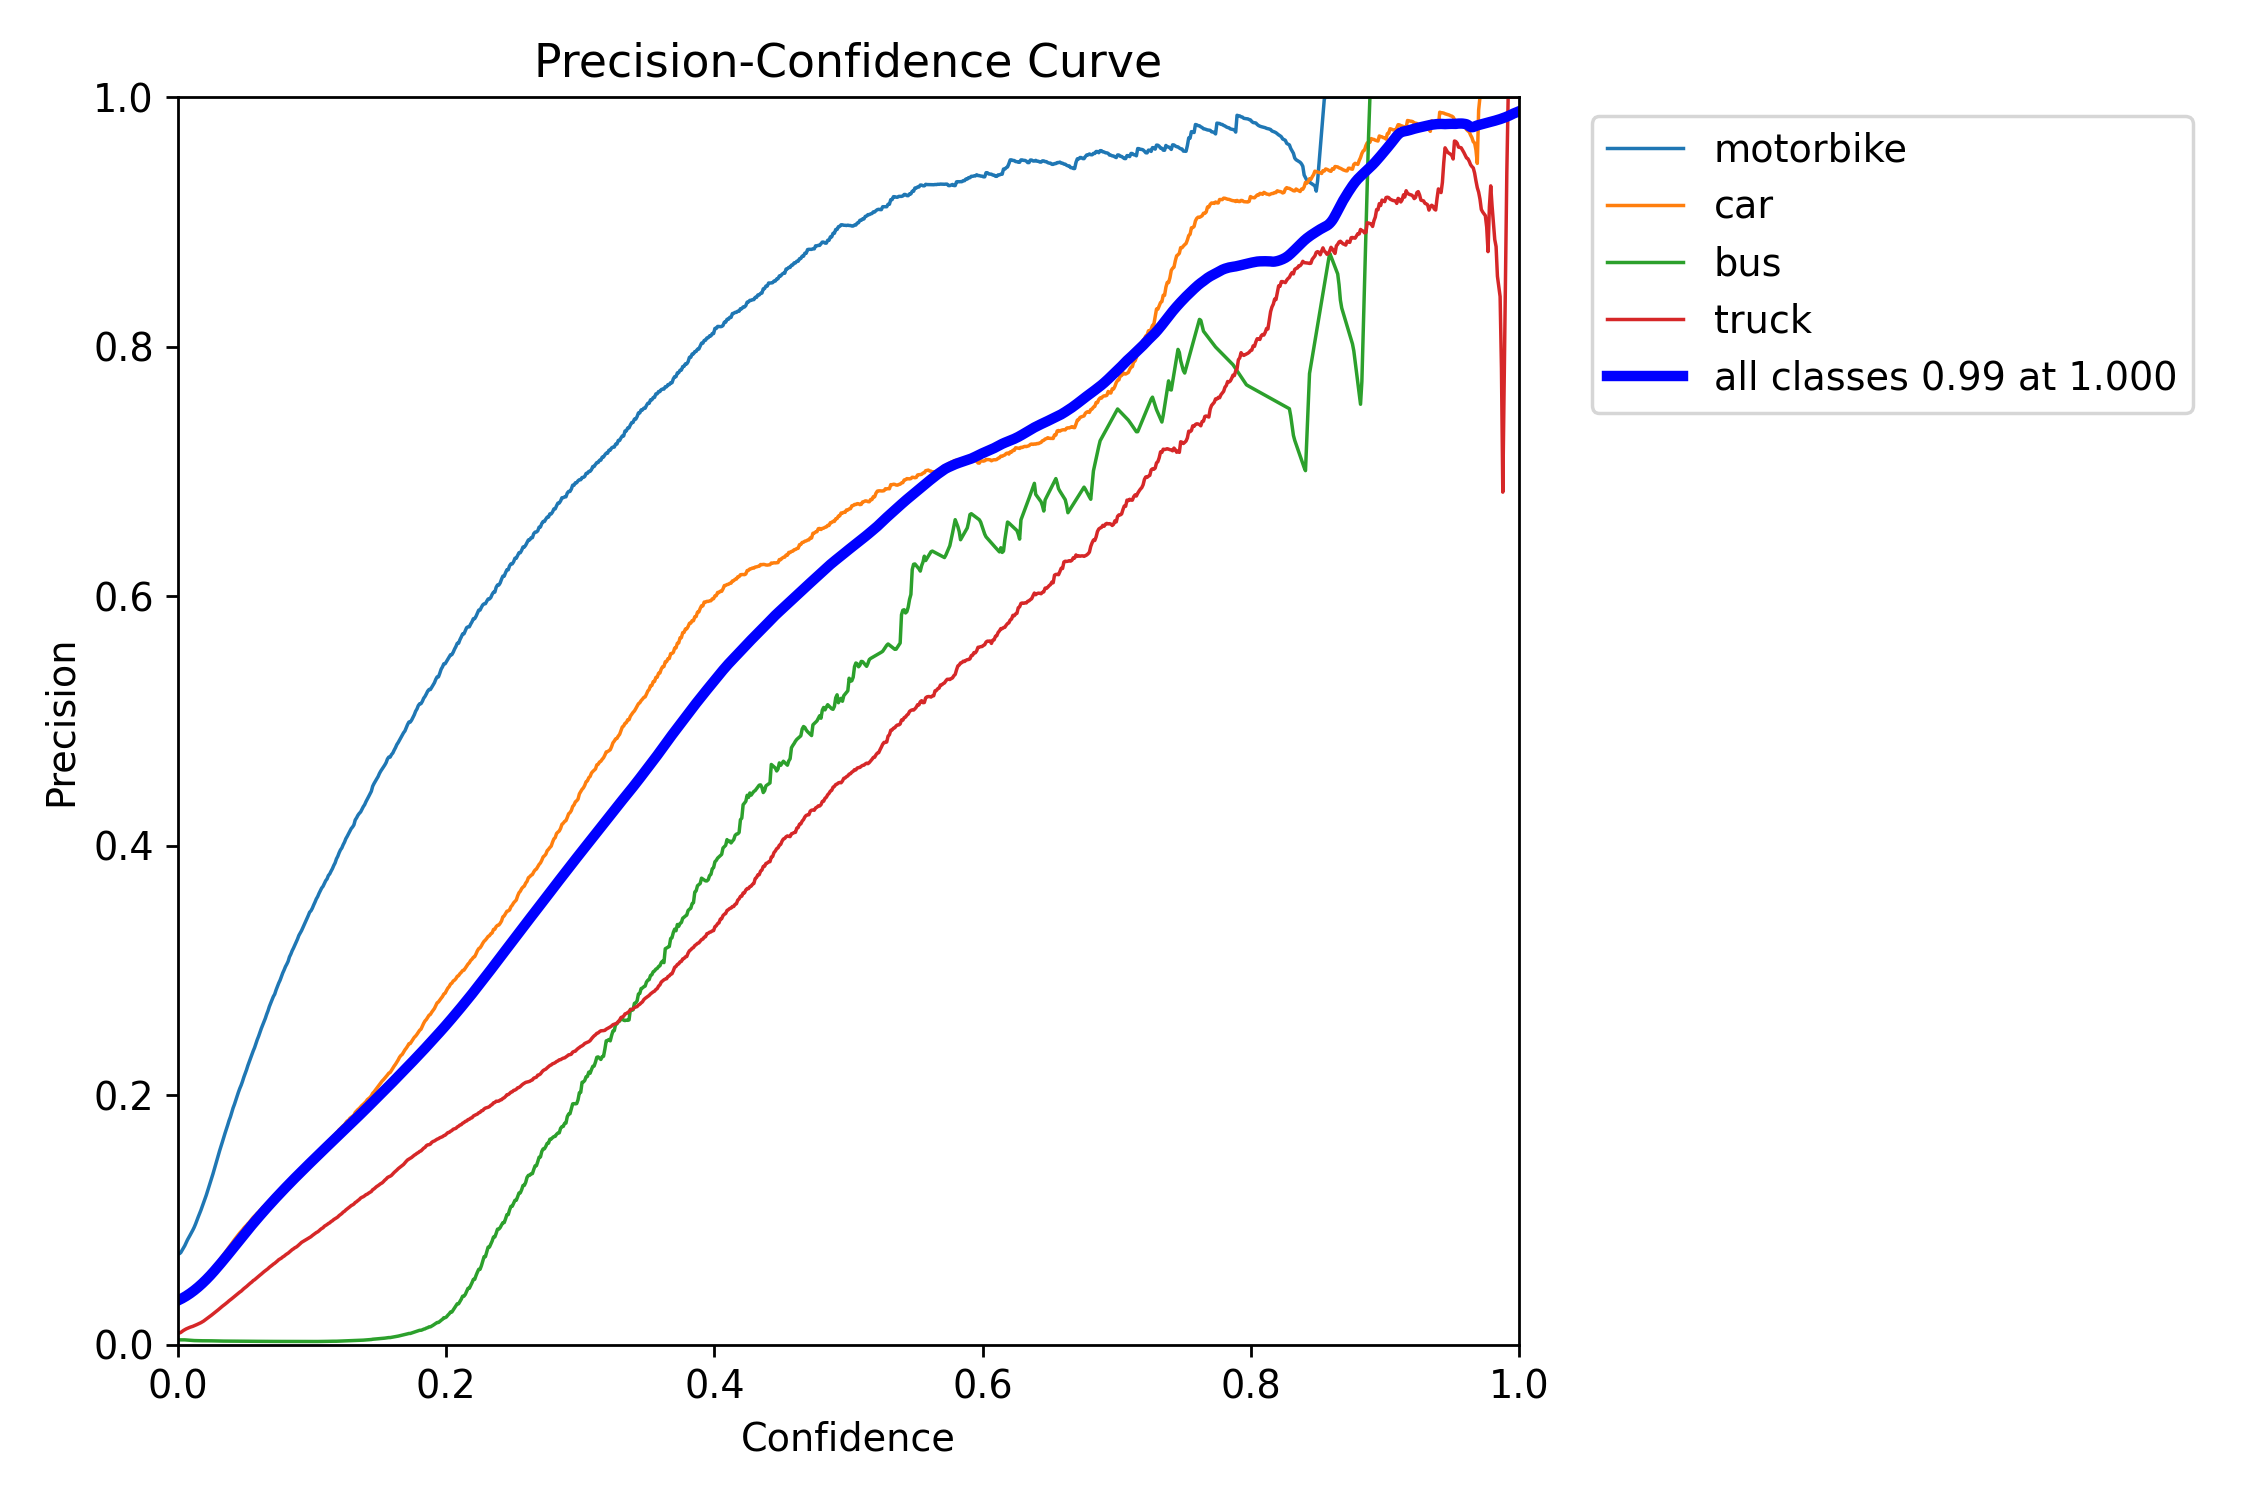 Precision-Confidence Curve
1.0
0.8
0.6
0.4
0.2
0.0
Precision
0.0 0.2 0.4 0.6 0.8 1.0
Confidence
motorbike
car
bus
truck
all classes 0.99 at 1.000